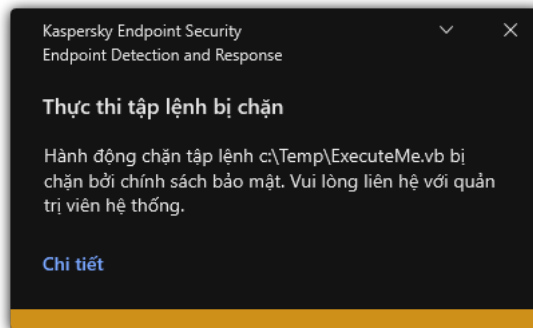 Kaspersky Endpoint Security
Endpoint Detection and Response
Thực thi tập lệnh bị chặn
Hành động chặn tập lệnh c:\Temp\ExecuteMe.vb bị
chặn bởi chính sách bảo mật. Vui lòng liên hệ với quản
trị viên hệ thống.
Chi tiết